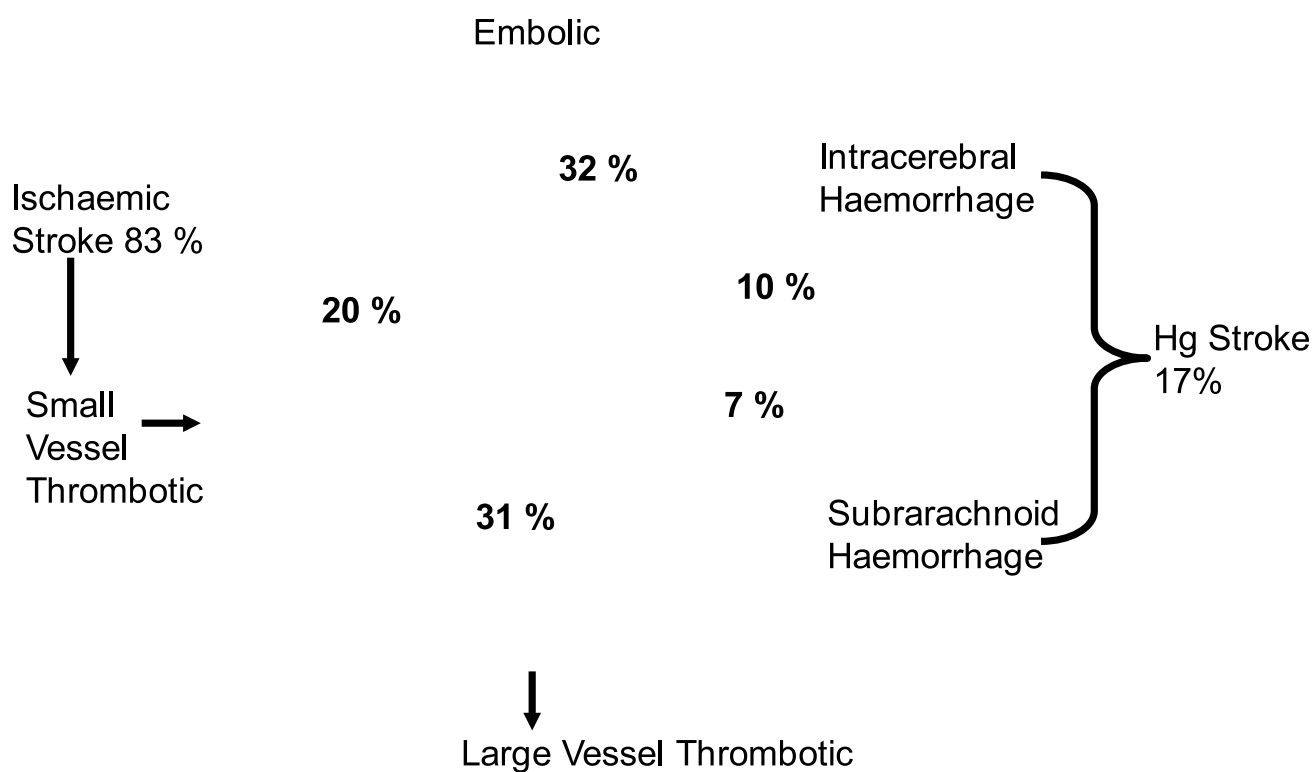 Embolic
32 %
Intracerebral
Haemorrhage
Ischaemic
Stroke 83 %
10 %
20 %
Hg Stroke
17%
Small
Vessel
Thrombotic
7 %
31 %
Subrarachnoid
Haemorrhage
Large Vessel Thrombotic